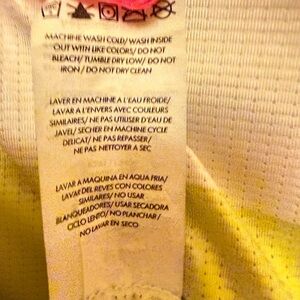 MACHINE WASH COLD/ WASH INSIDE
OUT WITH LIKE COLORS/ DO NOT
BLEACH/ TUMBLE DRY LOW/ DO NOT
IRON / DO NOT DRY CLEAN
LAVER EN MACHINE A L'EAU FROIDE/
LAVAR A L'ENVERS AVEC COULEURS
SIMILAIRES/ NE PAS UTILISER D'EAU DE
JAVEL/ SECHER EN MACHINE CYCLE
DELICAT/ NE PAS REPASSER/
NE PAS NETTOYER A SEC
LAVAR A MAQUINA EN AQUA FRIA/
LAVAR DEL REVES CON COLORES
SIMILARES/ NO USAR
BLANQUEADORES/ USAR SECADORA
CICLO LENTO/ NO PLANCHAR/
NO LAVAR EN SECO